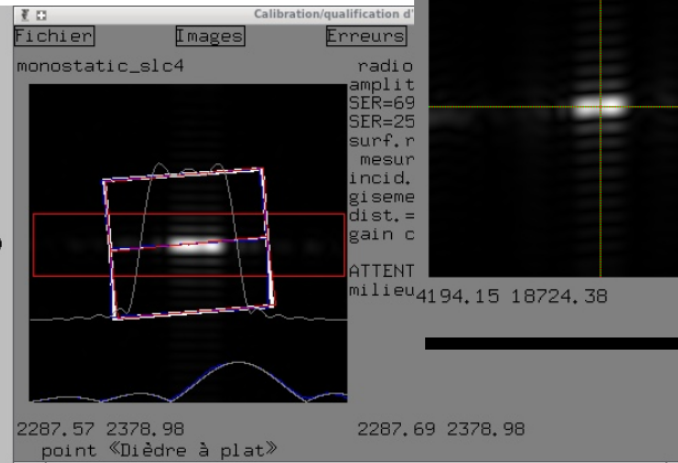 Calibration/qualification d'
Fichier Images Erreurs
monostatic_slc4
radio
amplit
SER=69
SER=25
surf.r
mesur
incid.
giseme
dist.=
gain c
ATTENT
milieu
4194.15 18724.38
2287.57 2378.98
2287.69 2378.98
point «Dièdre à plat»